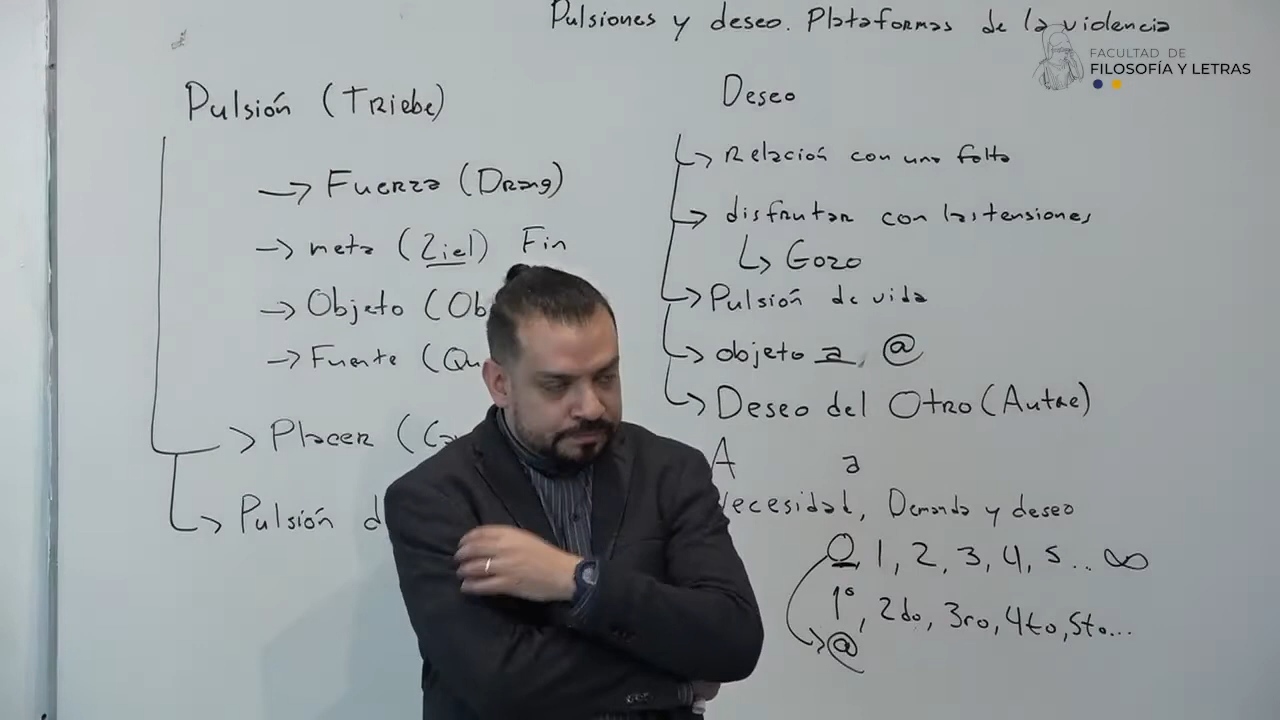 Pulsiones y deseo. Plataformas de la violencia
FACULTAD DE
FILOSOFÍA Y LETRAS
Pulsión (Triebe)
→ Fuerza (Drang)
→ meta (Ziel) Fin
→ Objeto (Ob
→ Fuente (Qu
→ Placer (
→ Pulsión d
Deseo
→ Relación con una falta
→ disfrutar con las tensiones
↳ Gozo
→ Pulsión de vida
→ objeto a, @
→ Deseo del Otro (Autre)
A a
ecesidad, Demanda y deseo
0, 1, 2, 3, 4, 5... ∞
1º, 2do, 3ro, 4to, 5to...
→ @